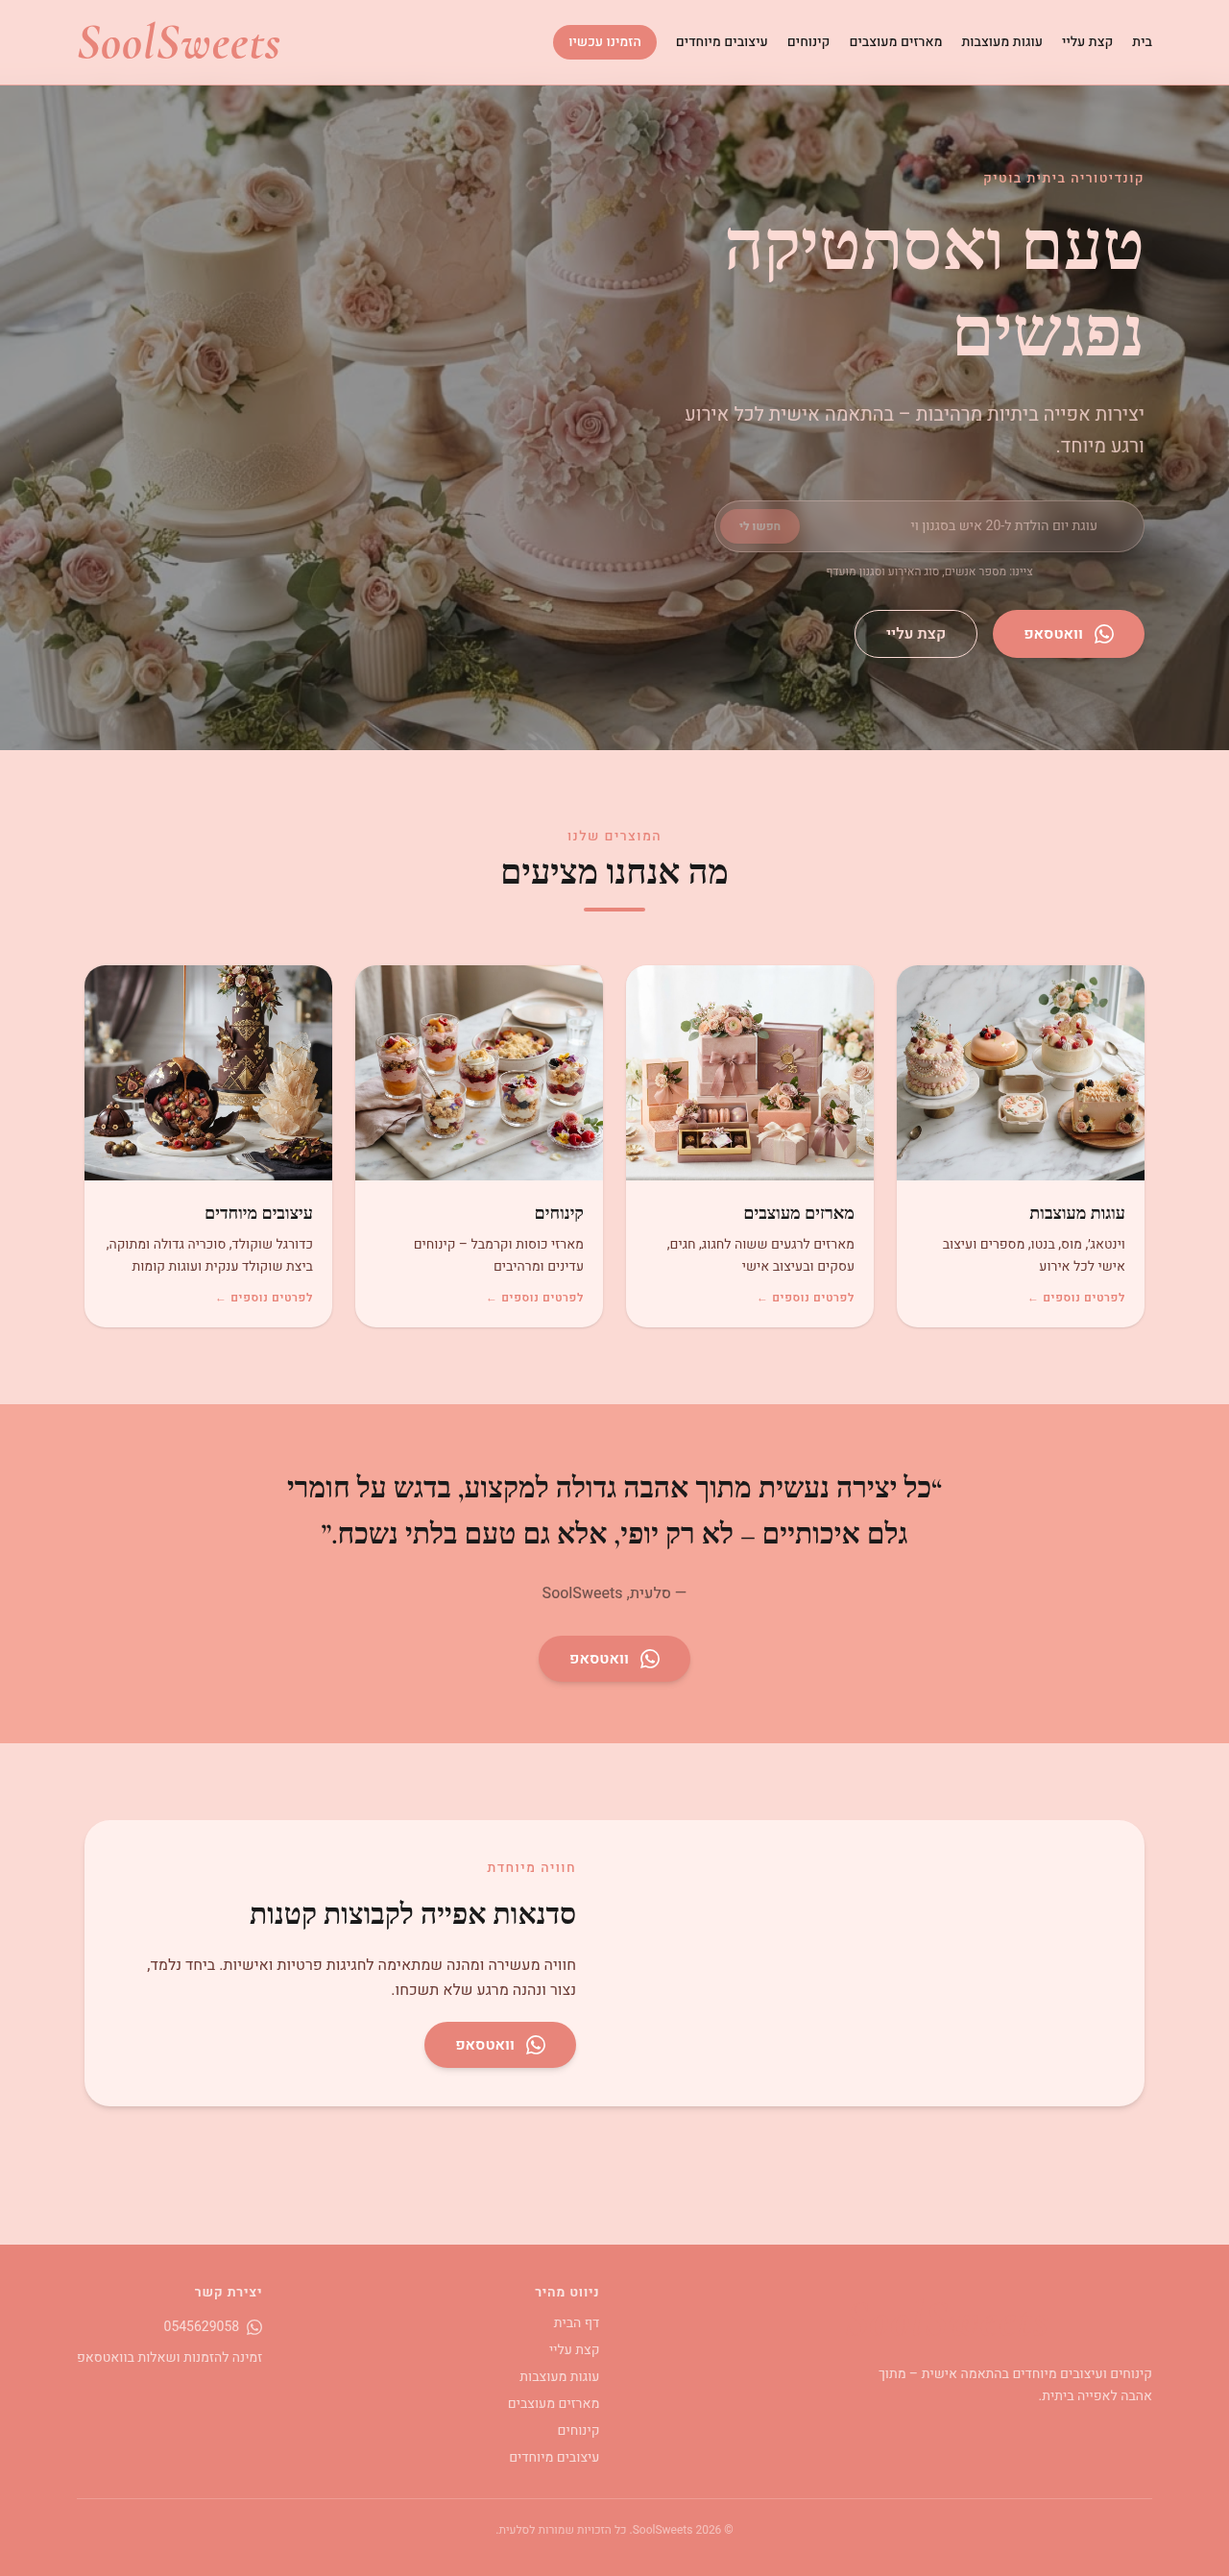 בית
קצת עליי
עוגות מעוצבות
מארזים מעוצבים
קינוחים
עיצובים מיוחדים
הזמינו עכשיו
SoolSweets
קונדיטוריה ביתית בוטיק
טעם ואסתטיקה
נפגשים
יצירות אפייה ביתיות מרהיבות – בהתאמה אישית לכל אירוע
ורגע מיוחד.
עוגת יום הולדת ל-20 איש בסגנון וי
חפשו לי
ציינו: מספר אנשים, סוג האירוע וסגנון מועדף
וואטסאפ
קצת עליי
המוצרים שלנו
מה אנחנו מציעים
עוגות מעוצבות
וינטאג', מוס, בנטו, מספרים ועיצוב
אישי לכל אירוע
לפרטים נוספים ←
מארזים מעוצבים
מארזים לרגעים ששווה לחגוג, חגים,
עסקים ובעיצוב אישי
לפרטים נוספים ←
קינוחים
מארזי כוסות וקרמבל – קינוחים
עדינים ומרהיבים
לפרטים נוספים ←
עיצובים מיוחדים
כדורגל שוקולד, סוכריה גדולה ומתוקה,
ביצת שוקולד ענקית ועוגות קומות
לפרטים נוספים ←
“כל יצירה נעשית מתוך אהבה גדולה למקצוע, בדגש על חומרי
גלם איכותיים – לא רק יופי, אלא גם טעם בלתי נשכח.”
— סלעית, SoolSweets
וואטסאפ
חוויה מיוחדת
סדנאות אפייה לקבוצות קטנות
חוויה מעשירה ומהנה שמתאימה לחגיגות פרטיות ואישיות. ביחד נלמד,
נצור ונהנה מרגע שלא תשכחו.
וואטסאפ
קינוחים ועיצובים מיוחדים בהתאמה אישית – מתוך
אהבה לאפייה ביתית.
ניווט מהיר
דף הבית
קצת עליי
עוגות מעוצבות
מארזים מעוצבים
קינוחים
עיצובים מיוחדים
יצירת קשר
0545629058
זמינה להזמנות ושאלות בוואטסאפ
© 2026 SoolSweets. כל הזכויות שמורות לסלעית.